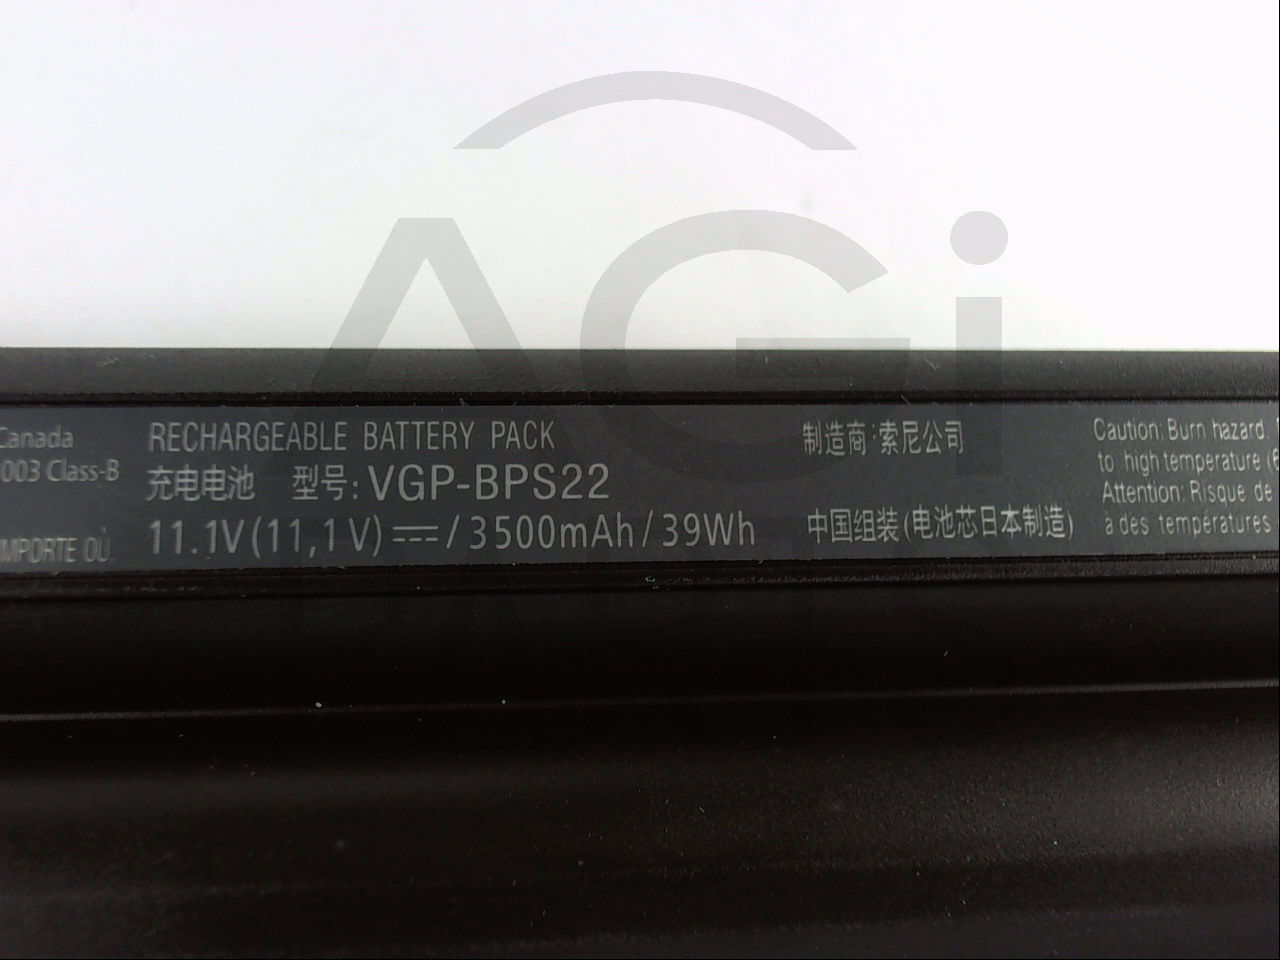 AGi
Canada
003 Class-B
IMPORTE OÙ
RECHARGEABLE BATTERY PACK
充电电池 型号: VGP-BPS22
11.1V(11,1V) ⎓ / 3500mAh / 39Wh
制造商:索尼公司
中国组装(电池芯日本制造)
Caution: Burn hazard.
to high temperature (6
Attention: Risque de
à des températures